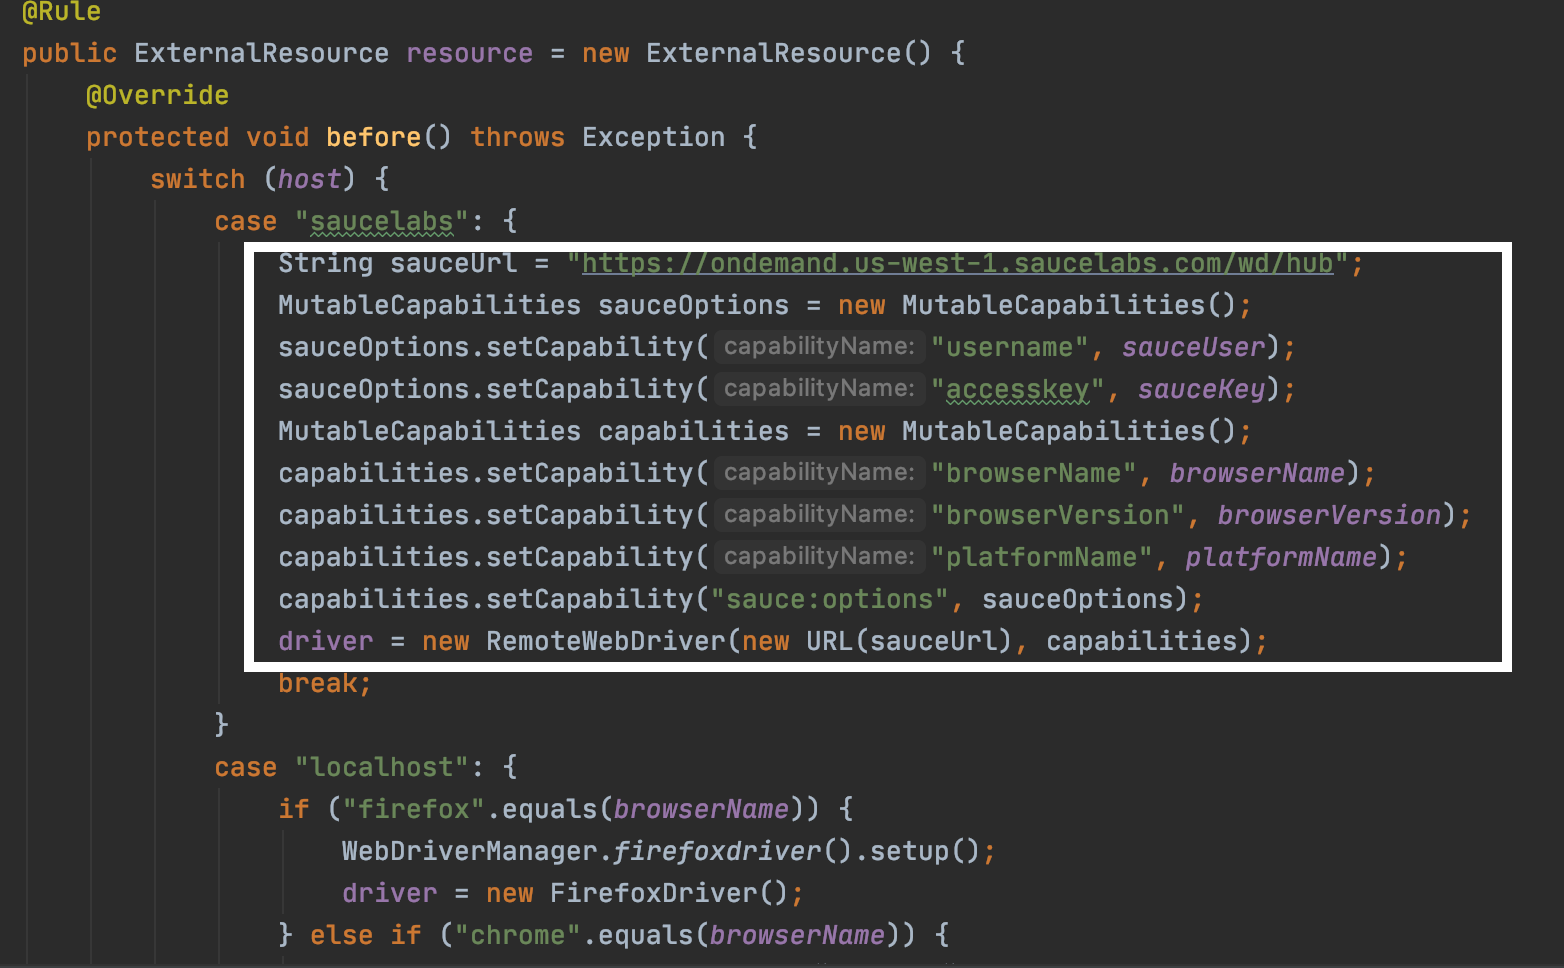 @Rule
public ExternalResource resource = new ExternalResource() {
@Override
protected void before() throws Exception {
switch (host) {
case "saucelabs": {
String sauceUrl = "https://ondemand.us-west-1.saucelabs.com/wd/hub";
MutableCapabilities sauceOptions = new MutableCapabilities();
sauceOptions.setCapability( capabilityName: "username", sauceUser);
sauceOptions.setCapability( capabilityName: "accesskey", sauceKey);
MutableCapabilities capabilities = new MutableCapabilities();
capabilities.setCapability( capabilityName: "browserName", browserName);
capabilities.setCapability( capabilityName: "browserVersion", browserVersion);
capabilities.setCapability( capabilityName: "platformName", platformName);
capabilities.setCapability("sauce:options", sauceOptions);
driver = new RemoteWebDriver(new URL(sauceUrl), capabilities);
break;
}
case "localhost": {
if ("firefox".equals(browserName)) {
WebDriverManager.firefoxdriver().setup();
driver = new FirefoxDriver();
} else if ("chrome".equals(browserName)) {